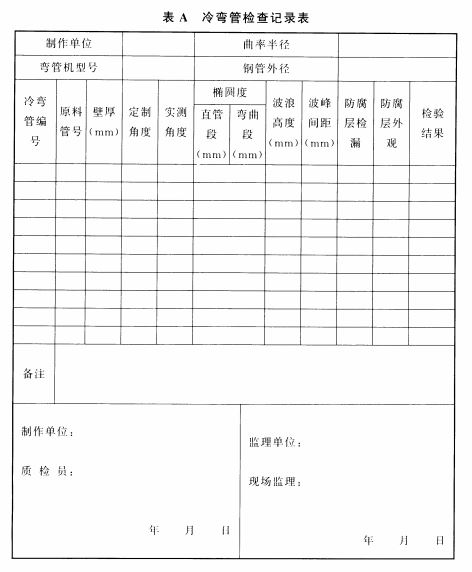 表 A 冷弯管检查记录表
制作单位 曲率半径
弯管机型号 钢管外径
冷弯管编号 原料管号 壁厚(mm) 定制角度 实测角度 椭圆度 直管段(mm) 弯曲段(mm) 波浪高度(mm) 波峰间距(mm) 防腐层检漏 防腐层外观 检验结果
备注
制作单位：
监理单位：
质 检 员：
现场监理：
年 月 日
年 月 日